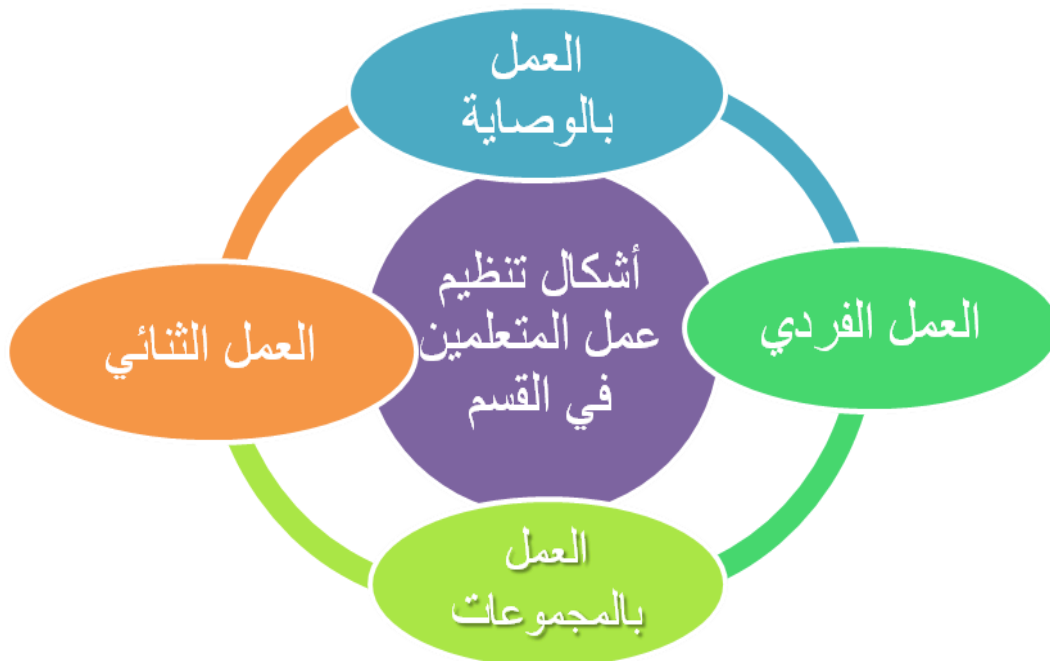 العمل
بالوصاية
أشكال تنظيم
عمل المتعلمين
في القسم
العمل الفردي
العمل الثنائي
العمل
بالمجموعات